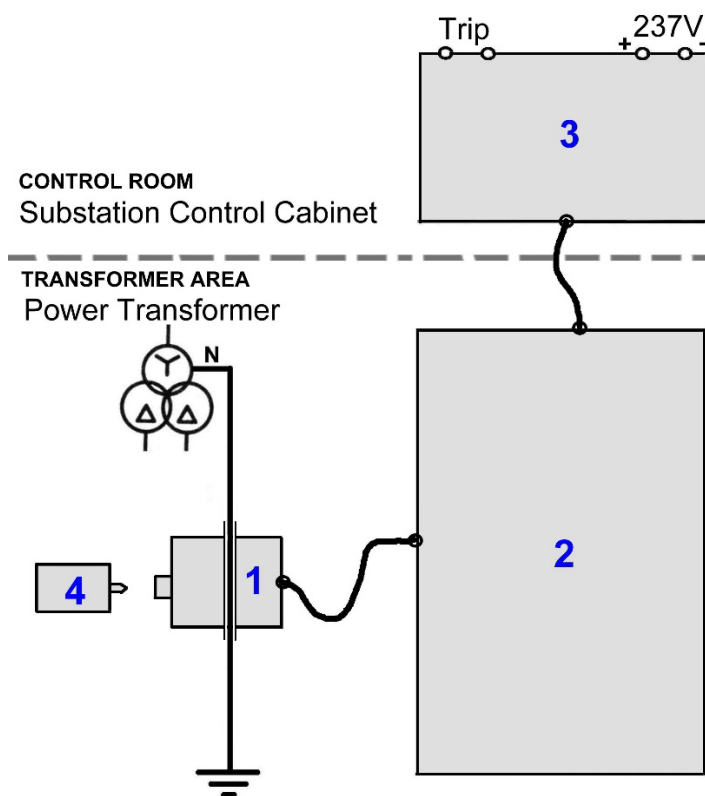 Trip
237V
+
-
3
CONTROL ROOM
Substation Control Cabinet
TRANSFORMER AREA
Power Transformer
N
Y
Δ Δ
1
2
4